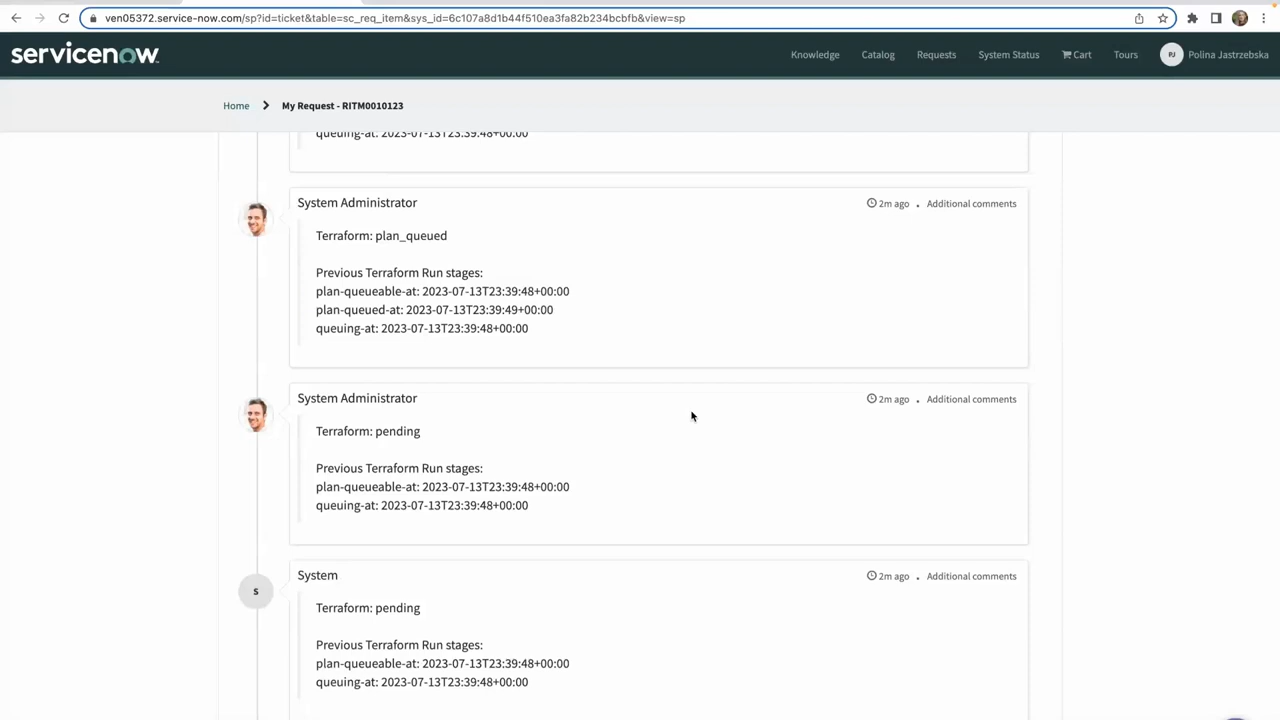 ven05372.service-now.com/sp?id=ticket&table=sc_req_item&sys_id=6c107a8d1b44f510ea3fa82b234bcbfb&view=sp
servicenow
Knowledge Catalog Requests System Status Cart Tours PJ Polina Jastrzebska
Home > My Request - RITM0010123
queuing-at: 2023-07-13T23:39:48+00:00
System Administrator 2m ago . Additional comments
Terraform: plan_queued
Previous Terraform Run stages:
plan-queueable-at: 2023-07-13T23:39:48+00:00
plan-queued-at: 2023-07-13T23:39:49+00:00
queuing-at: 2023-07-13T23:39:48+00:00
System Administrator 2m ago . Additional comments
Terraform: pending
Previous Terraform Run stages:
plan-queueable-at: 2023-07-13T23:39:48+00:00
queuing-at: 2023-07-13T23:39:48+00:00
S System 2m ago . Additional comments
Terraform: pending
Previous Terraform Run stages:
plan-queueable-at: 2023-07-13T23:39:48+00:00
queuing-at: 2023-07-13T23:39:48+00:00